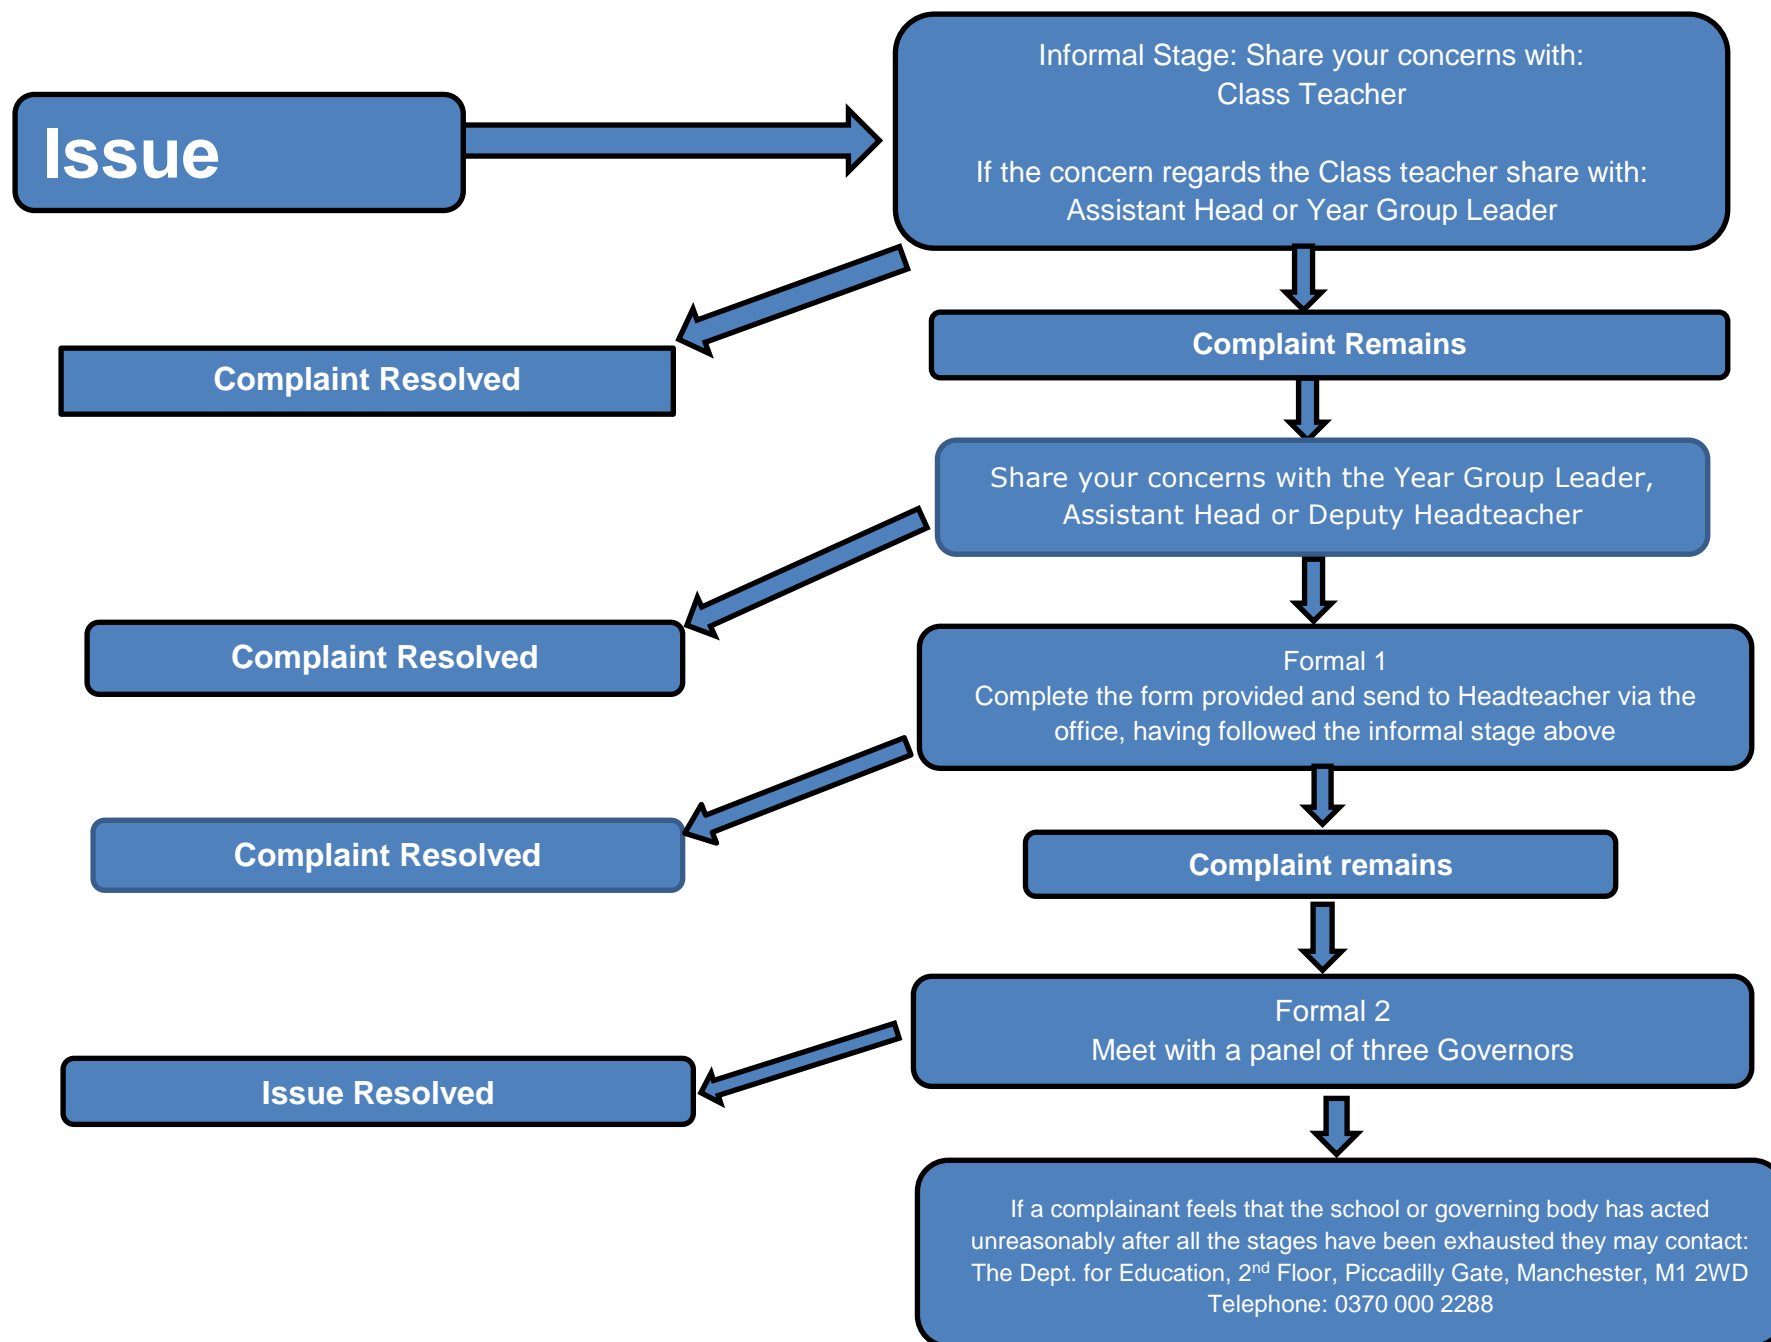 Issue
Informal Stage: Share your concerns with:
Class Teacher
If the concern regards the Class teacher share with:
Assistant Head or Year Group Leader
Complaint Remains
Complaint Resolved
Share your concerns with the Year Group Leader,
Assistant Head or Deputy Headteacher
Complaint Resolved
Formal 1
Complete the form provided and send to Headteacher via the
office, having followed the informal stage above
Complaint Resolved
Complaint remains
Formal 2
Meet with a panel of three Governors
Issue Resolved
If a complainant feels that the school or governing body has acted
unreasonably after all the stages have been exhausted they may contact:
The Dept. for Education, 2nd Floor, Piccadilly Gate, Manchester, M1 2WD
Telephone: 0370 000 2288